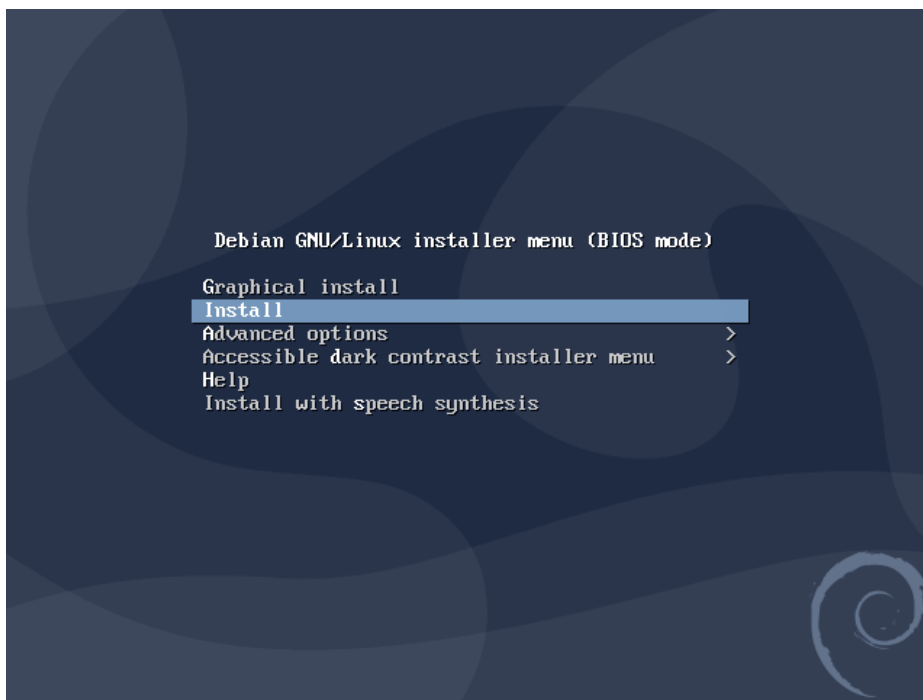 Debian GNU/Linux installer menu (BIOS mode)
Graphical install
Install
Advanced options >
Accessible dark contrast installer menu >
Help
Install with speech synthesis